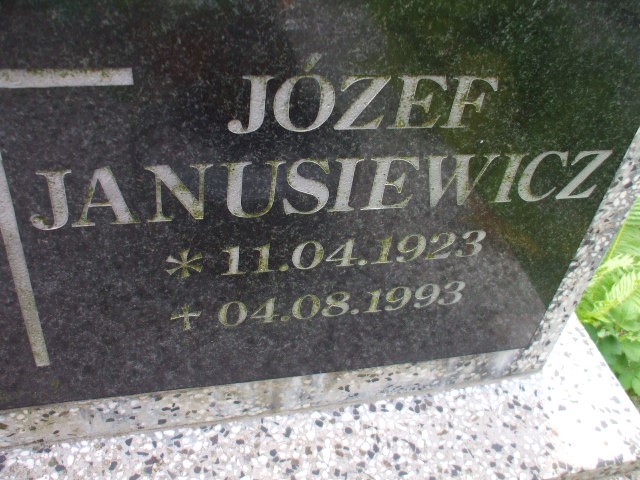 JÓZEF
JANUSIEWICZ
* 11.04.1923
✝ 04.08.1993